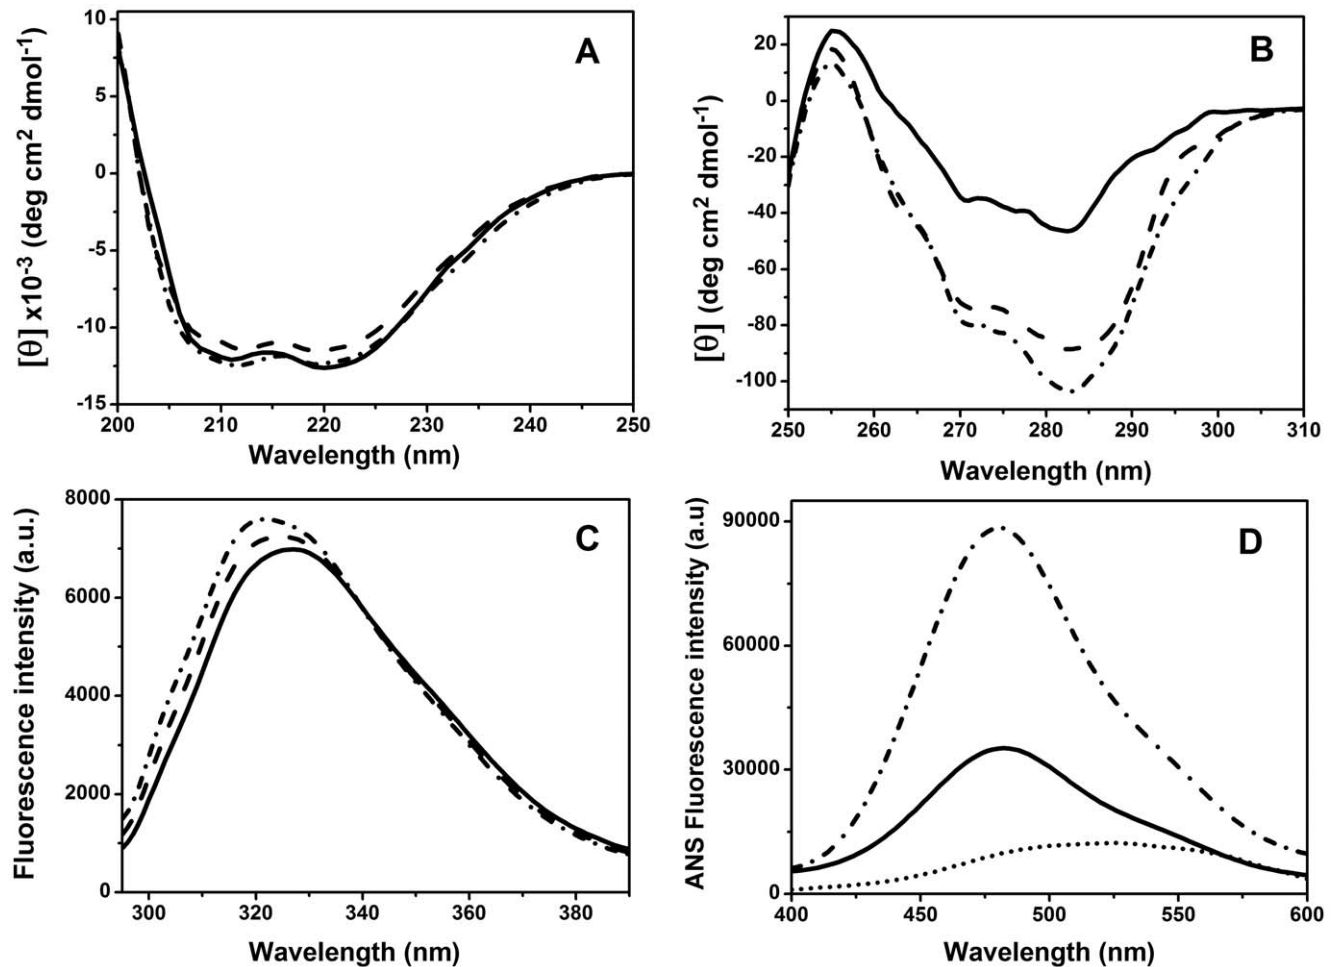 A
[θ] x10⁻³ (deg cm² dmol⁻¹)
10
5
0
-5
-10
-15
200 210 220 230 240 250
Wavelength (nm)
B
[θ] (deg cm² dmol⁻¹)
20
0
-20
-40
-60
-80
-100
250 260 270 280 290 300 310
Wavelength (nm)
C
Fluorescence intensity (a.u.)
8000
6000
4000
2000
0
300 320 340 360 380
Wavelength (nm)
D
ANS Fluorescence intensity (a.u)
90000
60000
30000
0
400 450 500 550 600
Wavelength (nm)